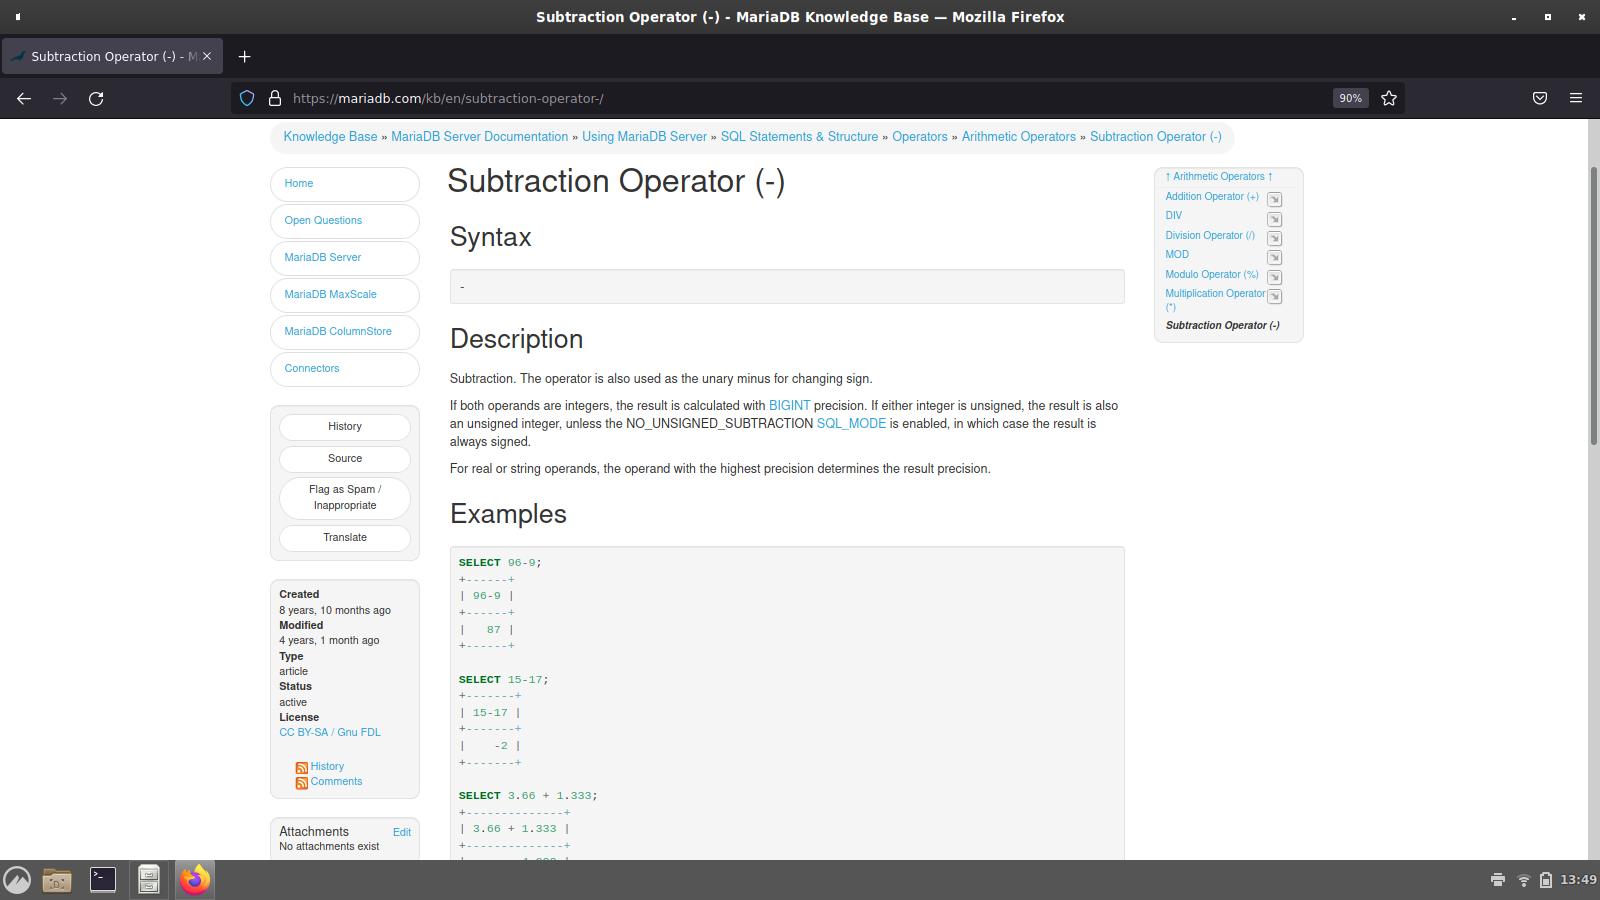 Subtraction Operator (-) - MariaDB Knowledge Base — Mozilla Firefox
Subtraction Operator (-) - M
https://mariadb.com/kb/en/subtraction-operator-/
90%
Knowledge Base » MariaDB Server Documentation » Using MariaDB Server » SQL Statements & Structure » Operators » Arithmetic Operators » Subtraction Operator (-)
Home
Open Questions
MariaDB Server
MariaDB MaxScale
MariaDB ColumnStore
Connectors
History
Source
Flag as Spam /
Inappropriate
Translate
Created
8 years, 10 months ago
Modified
4 years, 1 month ago
Type
article
Status
active
License
CC BY-SA / Gnu FDL
History
Comments
Attachments
Edit
No attachments exist
Subtraction Operator (-)
Syntax
-
Description
Subtraction. The operator is also used as the unary minus for changing sign.
If both operands are integers, the result is calculated with BIGINT precision. If either integer is unsigned, the result is also
an unsigned integer, unless the NO_UNSIGNED_SUBTRACTION SQL_MODE is enabled, in which case the result is
always signed.
For real or string operands, the operand with the highest precision determines the result precision.
Examples
SELECT 96-9;
+------+
| 96-9 |
+------+
|   87 |
+------+
SELECT 15-17;
+-------+
| 15-17 |
+-------+
|    -2 |
+-------+
SELECT 3.66 + 1.333;
+--------------+
| 3.66 + 1.333 |
+--------------+
↑ Arithmetic Operators ↑
Addition Operator (+)
DIV
Division Operator (/)
MOD
Modulo Operator (%)
Multiplication Operator
(*)
Subtraction Operator (-)
13:49